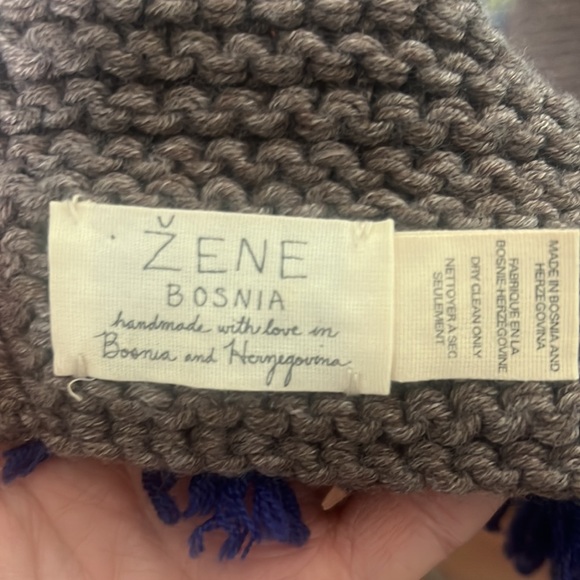 ŽENE
BOSNIA
handmade with love in
Bosnia and Herzegovina
MADE IN BOSNIA AND
HERZEGOVINA
FABRIQUE EN LA
BOSNIE-HERZEGOVINE
DRY CLEAN ONLY
NETTOYER À SEC
SEULEMENT